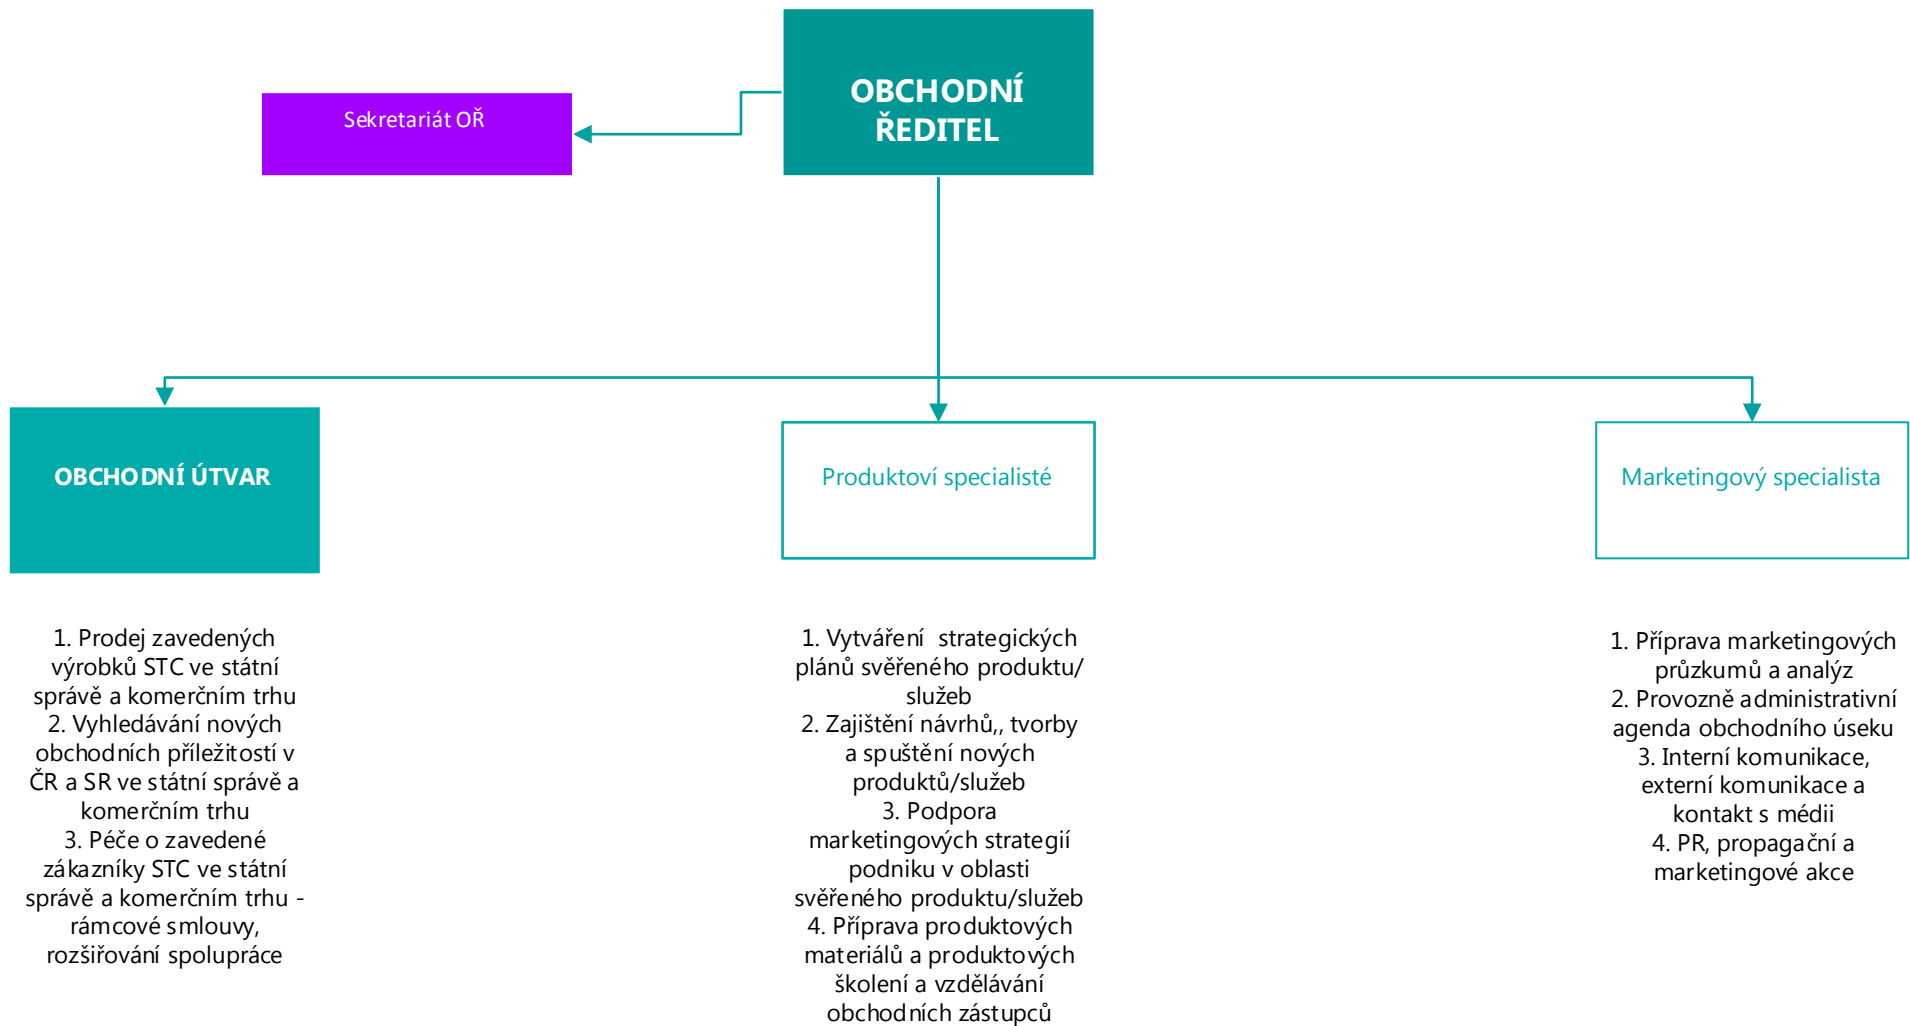 OBCHODNÍ
ŘEDITEL
Sekretariát OŘ
OBCHODNÍ ÚTVAR
Produktoví specialisté
Marketingový specialista
1. Prodej zavedených
výrobků STC ve státní
správě a komerčním trhu
2. Vyhledávání nových
obchodních příležitostí v
ČR a SR ve státní správě a
komerčním trhu
3. Péče o zavedené
zákazníky STC ve státní
správě a komerčním trhu -
rámcové smlouvy,
rozšiřování spolupráce
1. Vytváření strategických
plánů svěřeného produktu/
služeb
2. Zajištění návrhů,, tvorby
a spuštění nových
produktů/služeb
3. Podpora
marketingových strategií
podniku v oblasti
svěřeného produktu/služeb
4. Příprava produktových
materiálů a produktových
školení a vzdělávání
obchodních zástupců
1. Příprava marketingových
průzkumů a analýz
2. Provozně administrativní
agenda obchodního úseku
3. Interní komunikace,
externí komunikace a
kontakt s médii
4. PR, propagační a
marketingové akce